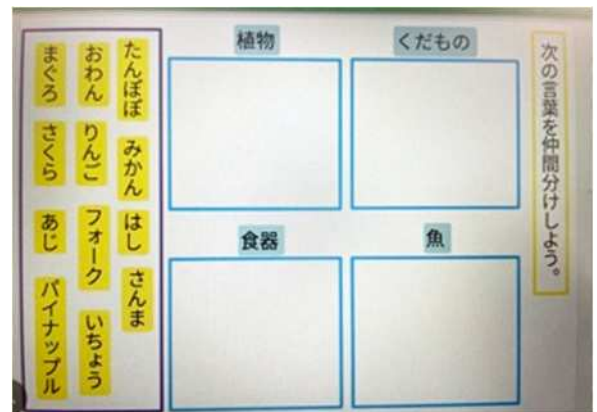 次の言葉を仲間分けしよう。
くだもの
植物
魚
食器
たんぽぽ
みかん
はし
さんま
おわん
りんご
フォーク
いちょう
まぐろ
さくら
あじ
パイナップル